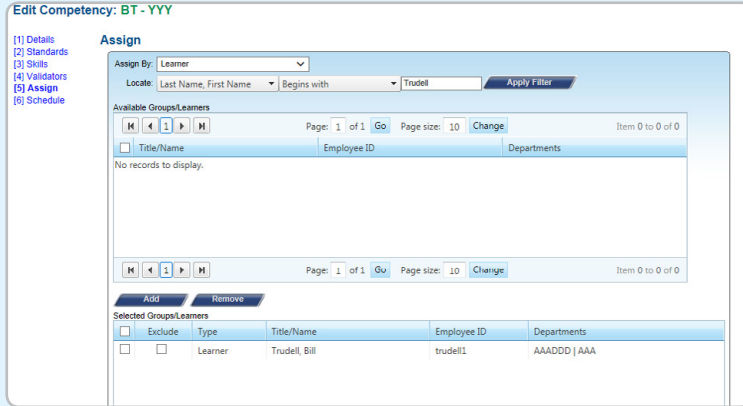 Edit Competency: BT - YYY
[1] Details
[2] Standards
[3] Skills
[4] Validators
[5] Assign
[6] Schedule
Assign
Assign By: Learner
Locate: Last Name, First Name Begins with Trudell Apply Filter
Available Groups/Learners
1 Page: 1 of 1 Go Page size: 10 Change Item 0 to 0 of 0
Title/Name Employee ID Departments
No records to display.
1 Page: 1 of 1 Go Page size: 10 Change Item 0 to 0 of 0
Add Remove
Selected Groups/Learners
Exclude Type Title/Name Employee ID Departments
Learner Trudell, Bill trudell1 AAADDD | AAA